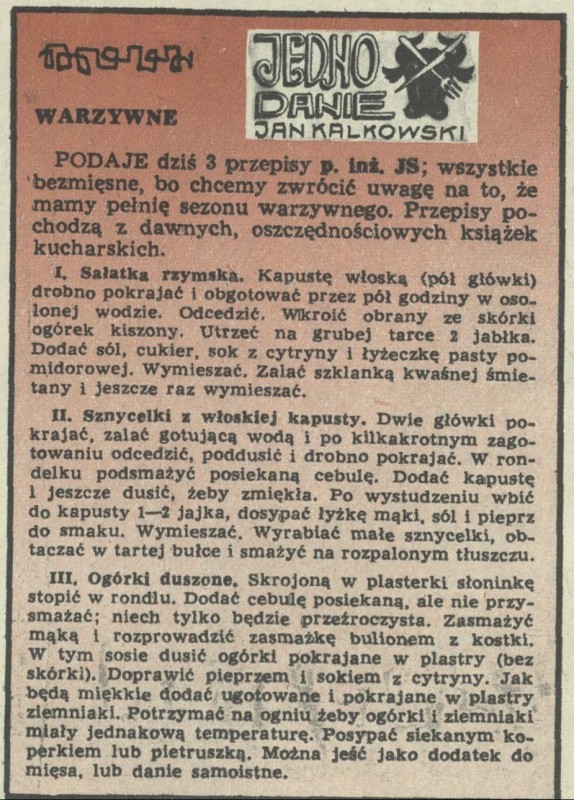 JEDNO
DANIE
JAN KALKOWSKI
WARZYWNE
PODAJE dziś 3 przepisy p. inż. JS; wszystkie
bezmięsne, bo chcemy zwrócić uwagę na to, że
mamy pełnię sezonu warzywnego. Przepisy po-
chodzą z dawnych, oszczędnościowych książek
kucharskich.
I. Sałatka rzymska. Kapustę włoską (pół główki)
drobno pokrajać i obgotować przez pół godziny w oso-
lonej wodzie. Odcedzić. Wkroić obrany ze skórki
ogórek kiszony. Utrzeć na grubej tarce 2 jabłka.
Dodać sól, cukier, sok z cytryny i łyżeczkę pasty po-
midorowej. Wymieszać. Zalać szklanką kwaśnej śmie-
tany i jeszcze raz wymieszać.
II. Sznycelki z włoskiej kapusty. Dwie główki po-
krajać, zalać gotującą wodą i po kilkakrotnym zago-
towaniu odcedzić, poddusić i drobno pokrajać. W ron-
delku podsmażyć posiekaną cebulę. Dodać kapustę
i jeszcze dusić, żeby zmiękła. Po wystudzeniu wbić
do kapusty 1—2 jajka, dosypać łyżkę mąki, sól i pieprz
do smaku. Wymieszać. Wyrabiać małe sznycelki, ob-
taczać w tartej bułce i smażyć na rozpalonym tłuszczu.
III. Ogórki duszone. Skrojoną w plasterki słoninkę
stopić w rondlu. Dodać cebulę posiekaną, ale nie przy-
smażać; niech tylko będzie przeźroczysta. Zasmażyć
mąką i rozprowadzić zasmażkę bulionem z kostki.
W tym sosie dusić ogórki pokrajane w plastry (bez
skórki). Doprawić pieprzem i sokiem z cytryny. Jak
będą miękkie dodać ugotowane i pokrajane w plastry
ziemniaki. Potrzymać na ogniu żeby ogórki i ziemniaki
miały jednakową temperaturę. Posypać siekanym ko-
perkiem lub pietruszką. Można jeść jako dodatek do
mięsa, lub danie samoistne.